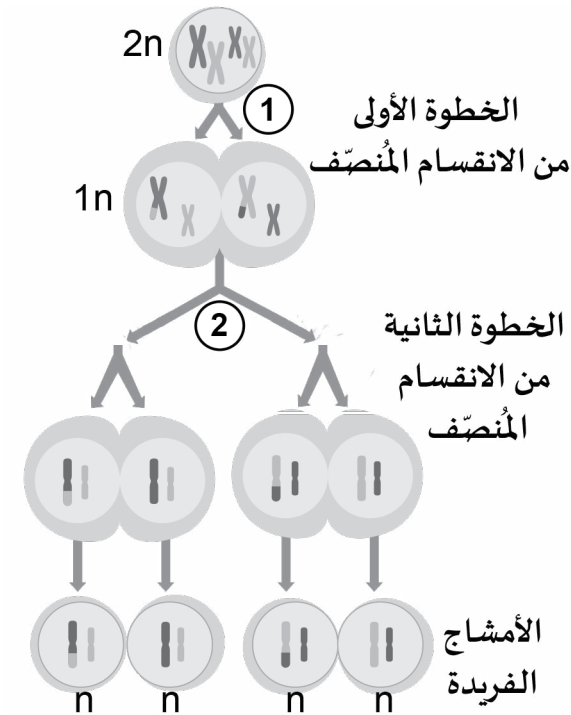 2n
1
الخطوة الأولى
من الانقسام المُنصّف
1n
2
الخطوة الثانية
من الانقسام
المُنصّف
الأمشاج
الفريدة
n n n n